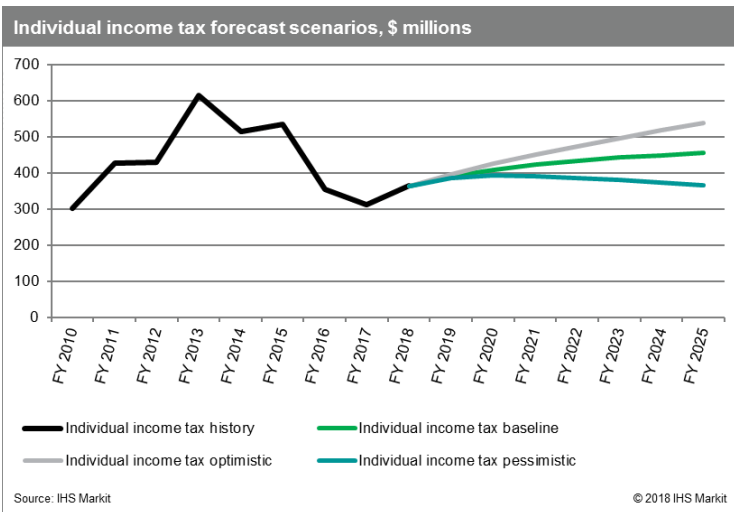 Individual income tax forecast scenarios, $ millions
700
600
500
400
300
200
100
0
FY 2010
FY 2011
FY 2012
FY 2013
FY 2014
FY 2015
FY 2016
FY 2017
FY 2018
FY 2019
FY 2020
FY 2021
FY 2022
FY 2023
FY 2024
FY 2025
Individual income tax history
Individual income tax baseline
Individual income tax optimistic
Individual income tax pessimistic
Source: IHS Markit
© 2018 IHS Markit